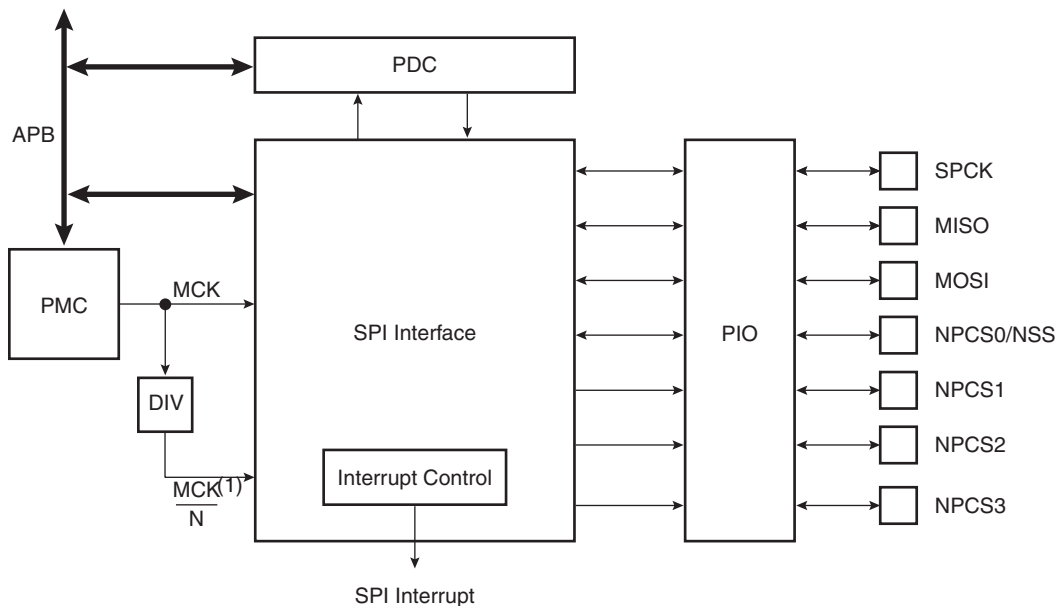 PDC
APB
SPCK
MISO
MOSI
MCK
PMC
SPI Interface
PIO
NPCS0/NSS
NPCS1
DIV
NPCS2
Interrupt Control
MCK(1)
N
NPCS3
SPI Interrupt